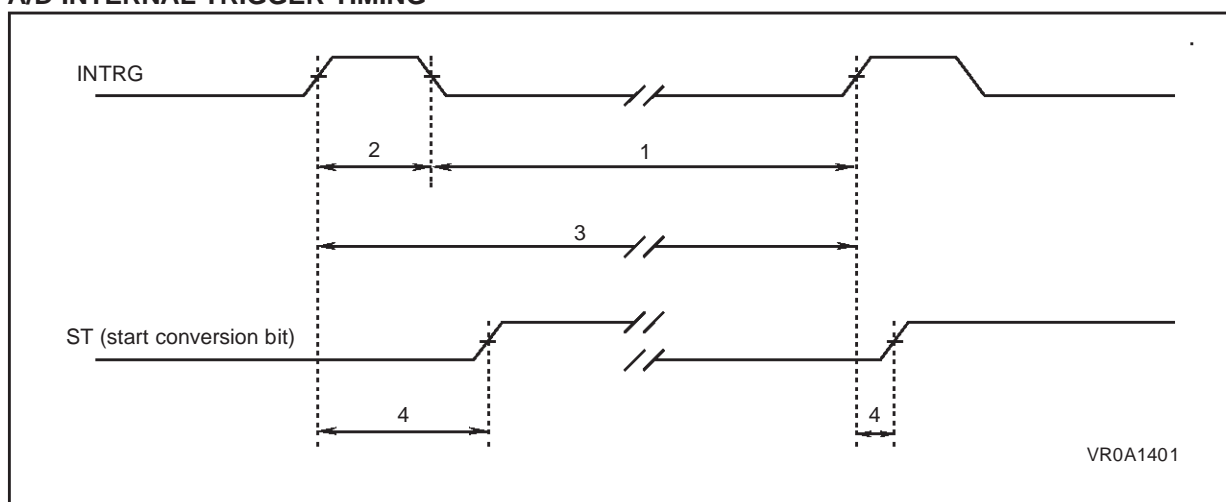 A/D INTERNAL TRIGGER TIMING
INTRG
2
1
3
ST (start conversion bit)
4
4
VR0A1401